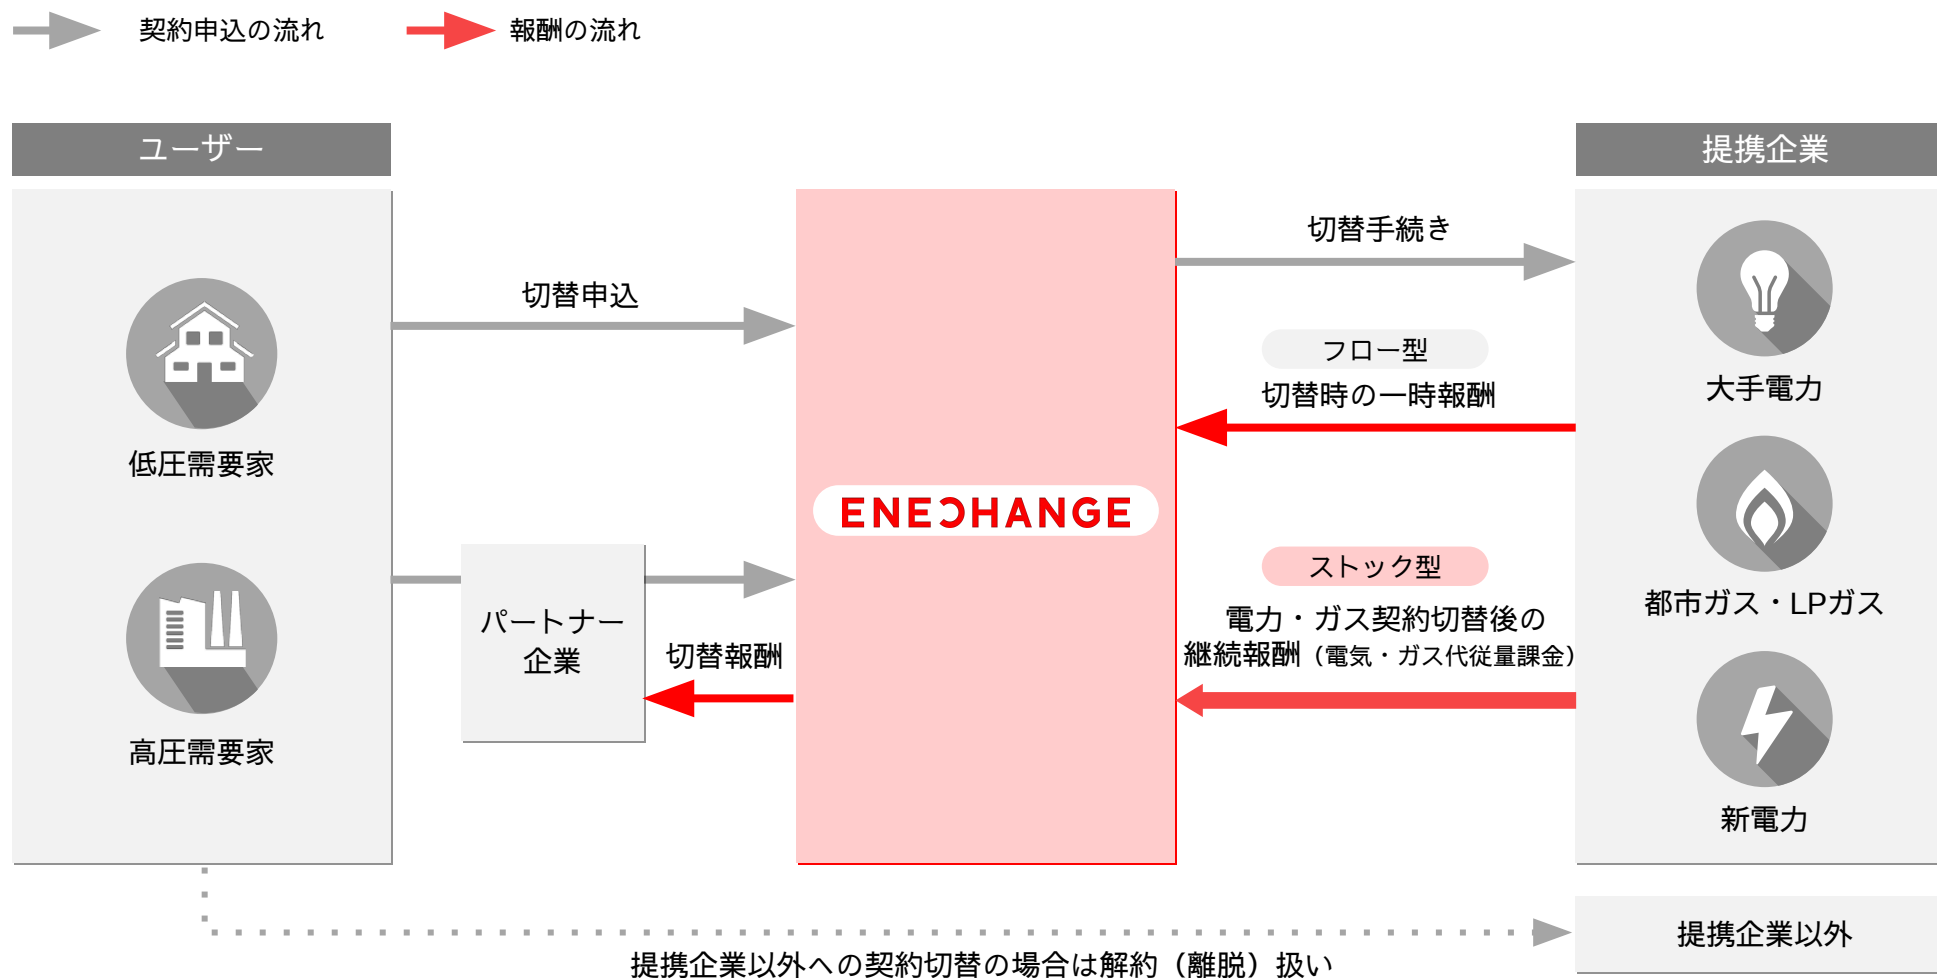 契約申込の流れ
報酬の流れ
ユーザー
提携企業
切替手続き
切替申込
フロー型
切替時の一時報酬
大手電力
低圧需要家
ENECHANGE
ストック型
電力・ガス契約切替後の
継続報酬（電気・ガス代従量課金）
都市ガス・LPガス
パートナー
企業
切替報酬
高圧需要家
新電力
提携企業以外
提携企業以外への契約切替の場合は解約（離脱）扱い